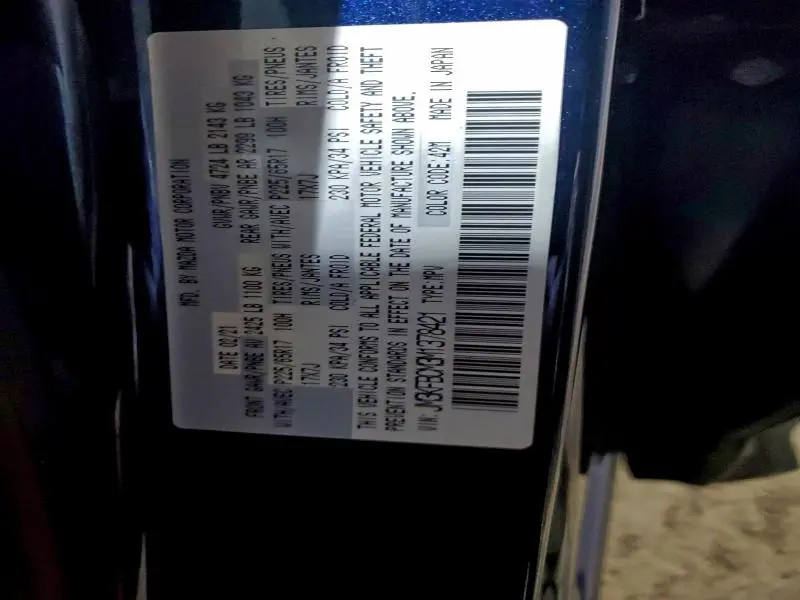 MFD. BY MAZDA MOTOR CORPORATION
DATE 02/21 GVWR/PNBV 4724 LB 2143 KG
FRONT GAWR/PNBE AV 2425 LB 1100 KG REAR GAWR/PNBE AR 2299 LB 1043 KG
TIRES/PNEUS TIRES/PNEUS
WITH/AVEC P225/65R17 100H RIMS/JANTES WITH/AVEC P225/65R17 100H RIMS/JANTES
17X7J 17X7J
230 KPA/34 PSI COLD/A FROID 230 KPA/34 PSI COLD/A FROID
THIS VEHICLE CONFORMS TO ALL APPLICABLE FEDERAL MOTOR VEHICLE SAFETY AND THEFT
PREVENTION STANDARDS IN EFFECT ON THE DATE OF MANUFACTURE SHOWN ABOVE.
VIN: TYPE:MPV COLOR CODE:42M MADE IN JAPAN